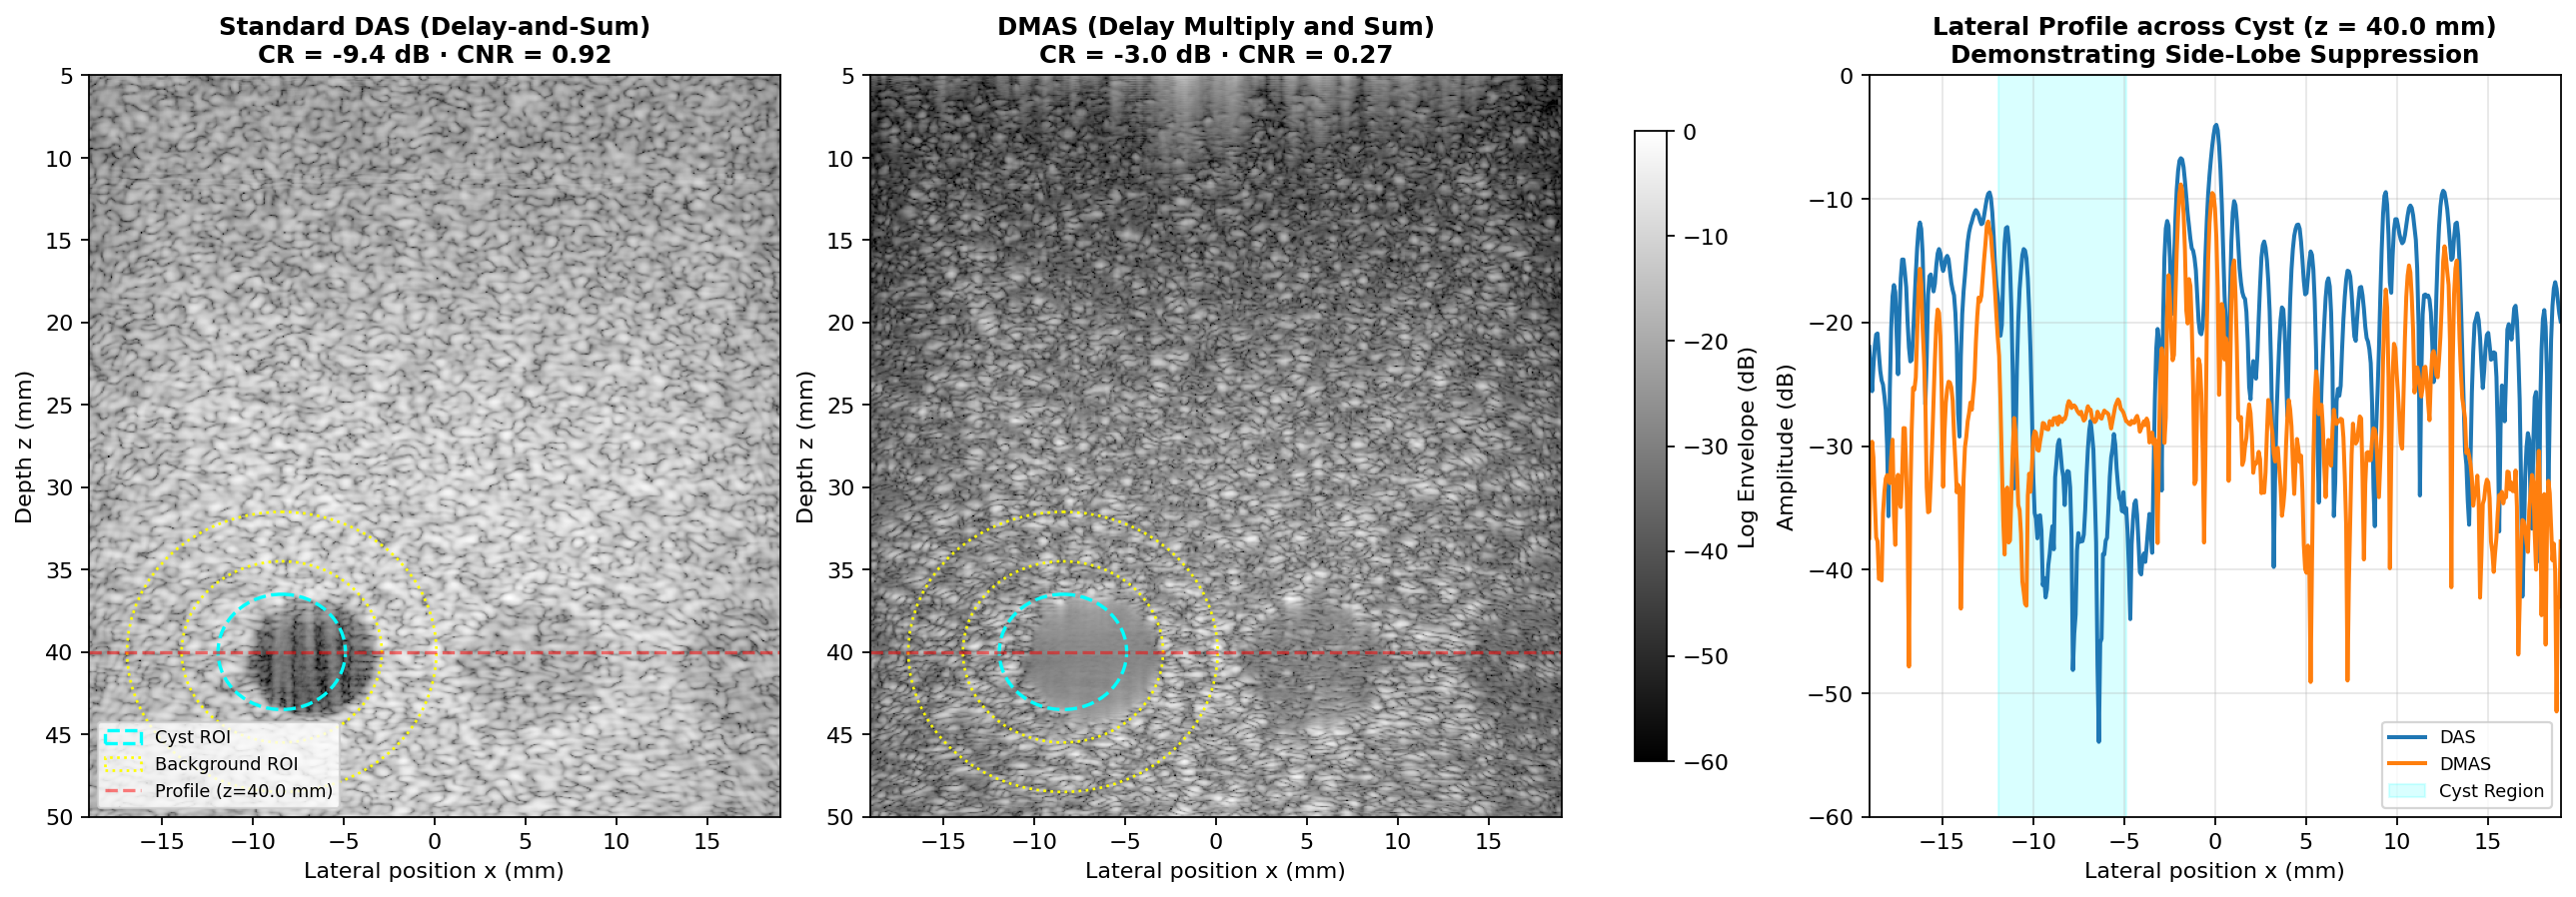 Standard DAS (Delay-and-Sum)
CR = -9.4 dB · CNR = 0.92
5
10
15
20
25
30
35
40
45
50
Depth z (mm)
Cyst ROI
Background ROI
Profile (z=40.0 mm)
−15
−10
−5
0
5
10
15
Lateral position x (mm)
DMAS (Delay Multiply and Sum)
CR = -3.0 dB · CNR = 0.27
5
10
15
20
25
30
35
40
45
50
Depth z (mm)
−15
−10
−5
0
5
10
15
Lateral position x (mm)
0
−10
−20
−30
−40
−50
−60
Log Envelope (dB)
Lateral Profile across Cyst (z = 40.0 mm)
Demonstrating Side-Lobe Suppression
0
−10
−20
−30
−40
−50
−60
Amplitude (dB)
DAS
DMAS
Cyst Region
−15
−10
−5
0
5
10
15
Lateral position x (mm)